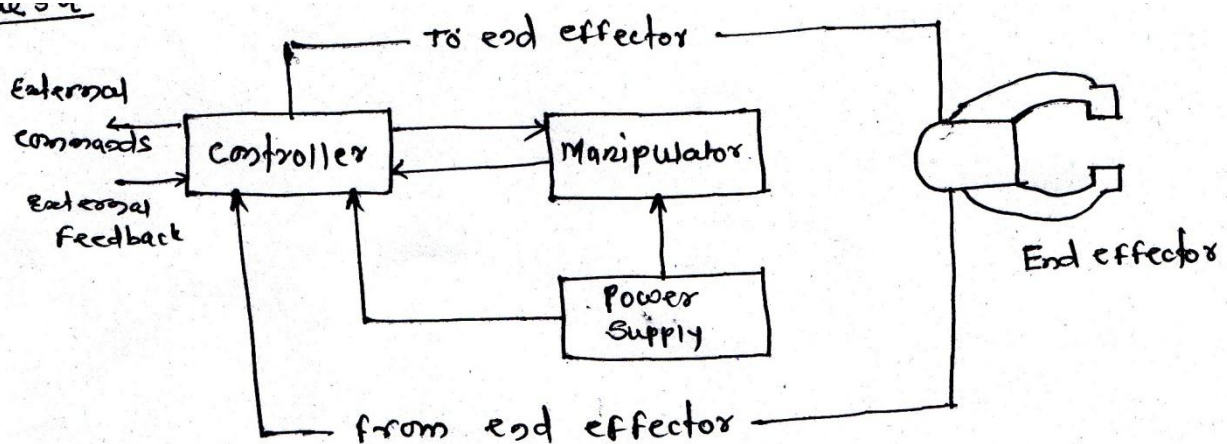 To end effector
External
commands
Controller
Manipulator
External
Feedback
End effector
Power
Supply
from end effector